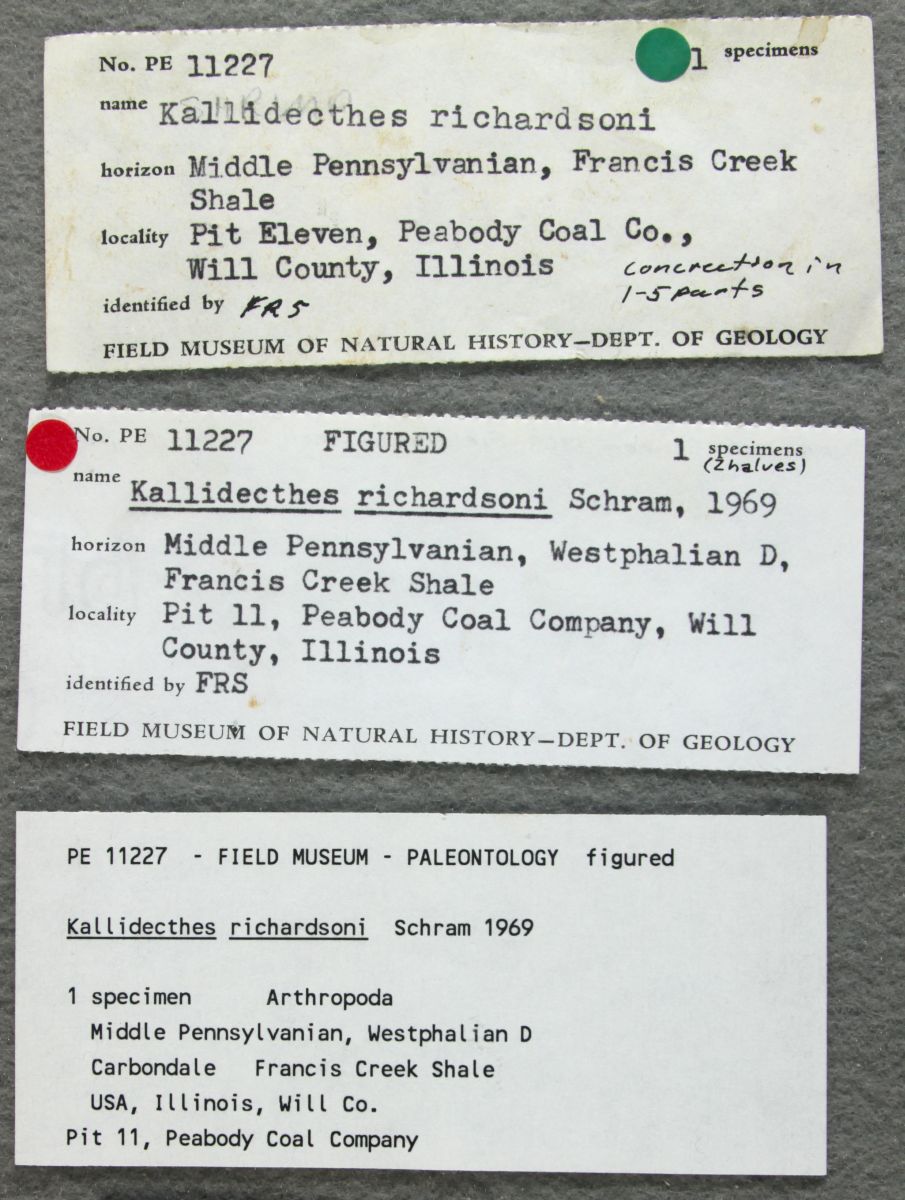 No. PE 11227 1 specimens
name Kallidecthes richardsoni
horizon Middle Pennsylvanian, Francis Creek
Shale
locality Pit Eleven, Peabody Coal Co.,
Will County, Illinois concreation in
1-5 parts
identified by FRS
FIELD MUSEUM OF NATURAL HISTORY—DEPT. OF GEOLOGY
No. PE 11227 FIGURED 1 specimens
(2 halves)
name Kallidecthes richardsoni Schram, 1969
horizon Middle Pennsylvanian, Westphalian D,
Francis Creek Shale
locality Pit 11, Peabody Coal Company, Will
County, Illinois
identified by FRS
FIELD MUSEUM OF NATURAL HISTORY—DEPT. OF GEOLOGY
PE 11227 - FIELD MUSEUM - PALEONTOLOGY figured
Kallidecthes richardsoni Schram 1969
1 specimen Arthropoda
Middle Pennsylvanian, Westphalian D
Carbondale Francis Creek Shale
USA, Illinois, Will Co.
Pit 11, Peabody Coal Company